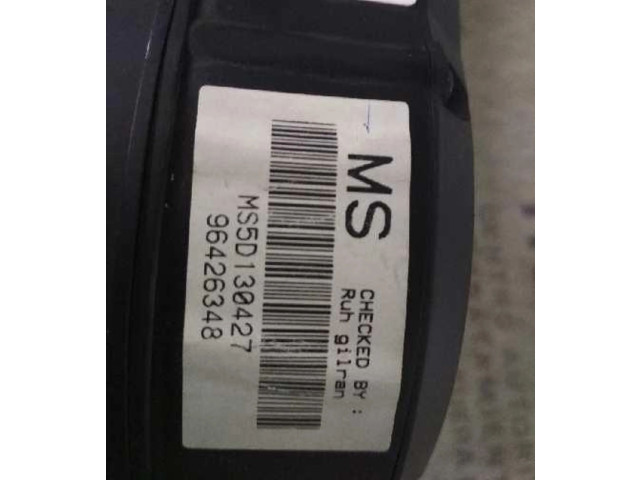 MS
CHECKED BY :
Ruh gilran
MS5D130427
96426348